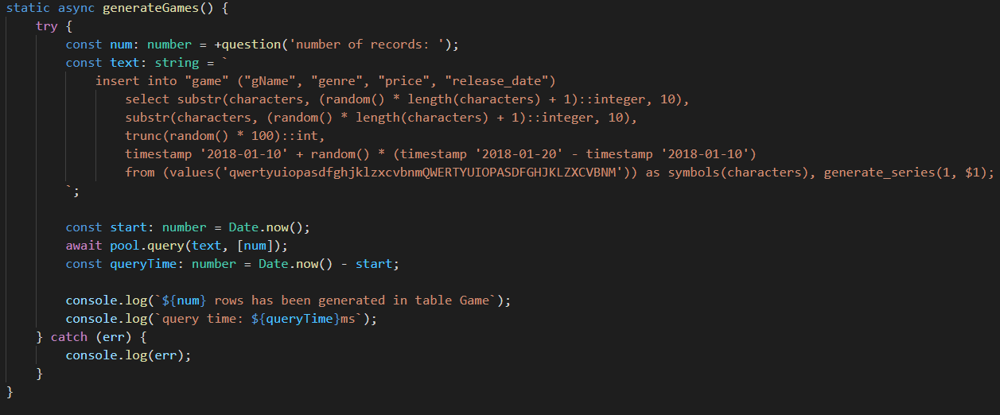 static async generateGames() {
    try {
        const num: number = +question('number of records: ');
        const text: string = `
            insert into "game" ("gName", "genre", "price", "release_date")
                select substr(characters, (random() * length(characters) + 1)::integer, 10),
                substr(characters, (random() * length(characters) + 1)::integer, 10),
                trunc(random() * 100)::int,
                timestamp '2018-01-10' + random() * (timestamp '2018-01-20' - timestamp '2018-01-10')
                from (values('qwertyuiopasdfghjklzxcvbnmQWERTYUIOPASDFGHJKLZXCVBNM')) as symbols(characters), generate_series(1, $1);
        `;

        const start: number = Date.now();
        await pool.query(text, [num]);
        const queryTime: number = Date.now() - start;

        console.log(`${num} rows has been generated in table Game`);
        console.log(`query time: ${queryTime}ms`);
    } catch (err) {
        console.log(err);
    }
}